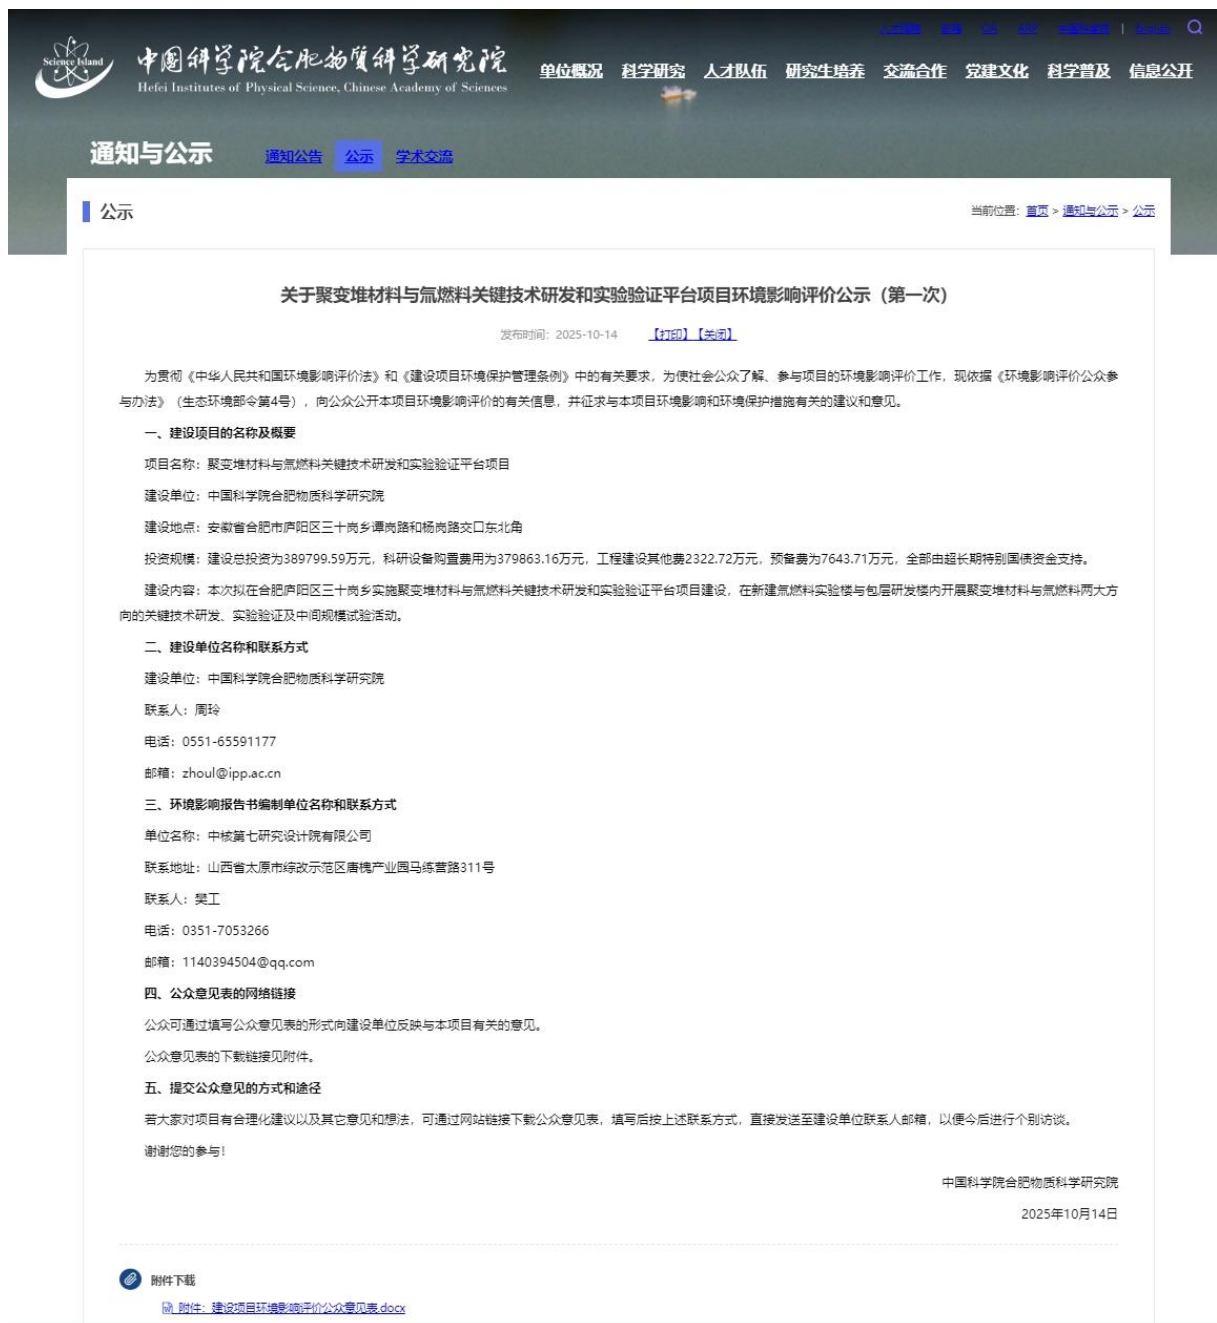 Science Island
中国科学院合肥物质科学研究院
Hefei Institutes of Physical Science, Chinese Academy of Sciences
单位概况 科学研究 人才队伍 研究生培养 交流合作 党建文化 科学普及 信息公开
通知与公示 通知公告 公示 学术交流
公示
当前位置：首页 > 通知与公示 > 公示
关于聚变堆材料与氚燃料关键技术研发和实验验证平台项目环境影响评价公示（第一次）
发布时间：2025-10-14 【打印】【关闭】
为贯彻《中华人民共和国环境影响评价法》和《建设项目环境保护管理条例》中的有关要求，为使社会公众了解、参与项目的环境影响评价工作，现依据《环境影响评价公众参
与办法》（生态环境部令第4号），向公众公开本项目环境影响评价的有关信息，并征求与本项目环境影响和环境保护措施有关的建议和意见。
一、建设项目的名称及概要
项目名称：聚变堆材料与氚燃料关键技术研发和实验验证平台项目
建设单位：中国科学院合肥物质科学研究院
建设地点：安徽省合肥市庐阳区三十岗乡谭岗路和杨岗路交口东北角
投资规模：建设总投资为389799.59万元，科研设备购置费用为379863.16万元，工程建设其他费2322.72万元，预备费为7643.71万元，全部由超长期特别国债资金支持。
建设内容：本次拟在合肥庐阳区三十岗乡实施聚变堆材料与氚燃料关键技术研发和实验验证平台项目建设，在新建氚燃料实验楼与包层研发楼内开展聚变堆材料与氚燃料两大方
向的关键技术研发、实验验证及中间规模试验活动。
二、建设单位名称和联系方式
建设单位：中国科学院合肥物质科学研究院
联系人：周玲
电话：0551-65591177
邮箱：zhoul@ipp.ac.cn
三、环境影响报告书编制单位名称和联系方式
单位名称：中核第七研究设计院有限公司
联系地址：山西省太原市综改示范区唐槐产业园马练营路311号
联系人：樊工
电话：0351-7053266
邮箱：1140394504@qq.com
四、公众意见表的网络链接
公众可通过填写公众意见表的形式向建设单位反映与本项目有关的意见。
公众意见表的下载链接见附件。
五、提交公众意见的方式和途径
若大家对项目有合理化建议以及其它意见和想法，可通过网站链接下载公众意见表，填写后按上述联系方式，直接发送至建设单位联系人邮箱，以便今后进行个别访谈。
谢谢您的参与！
中国科学院合肥物质科学研究院
2025年10月14日
附件下载
附件：建设项目环境影响评价公众意见表.docx